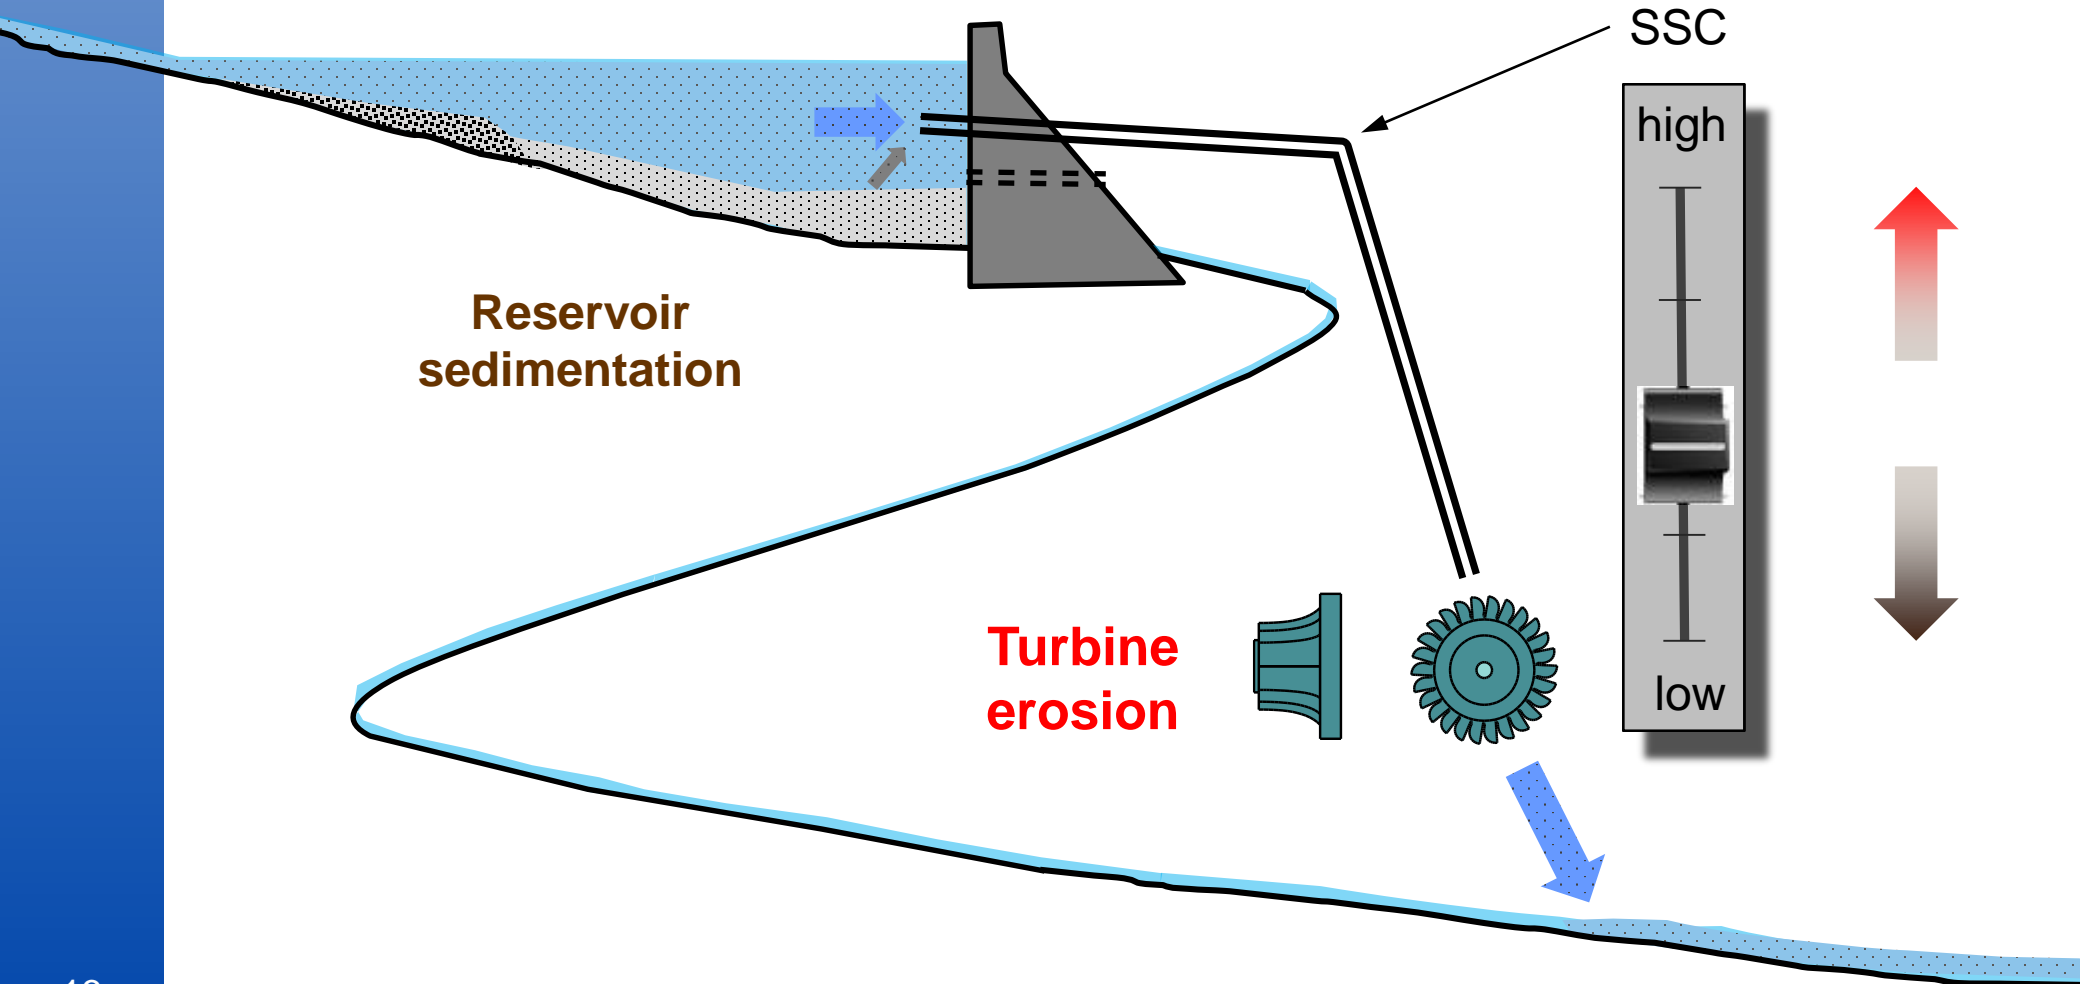 SSC
high
Reservoir
sedimentation
Turbine
erosion
low